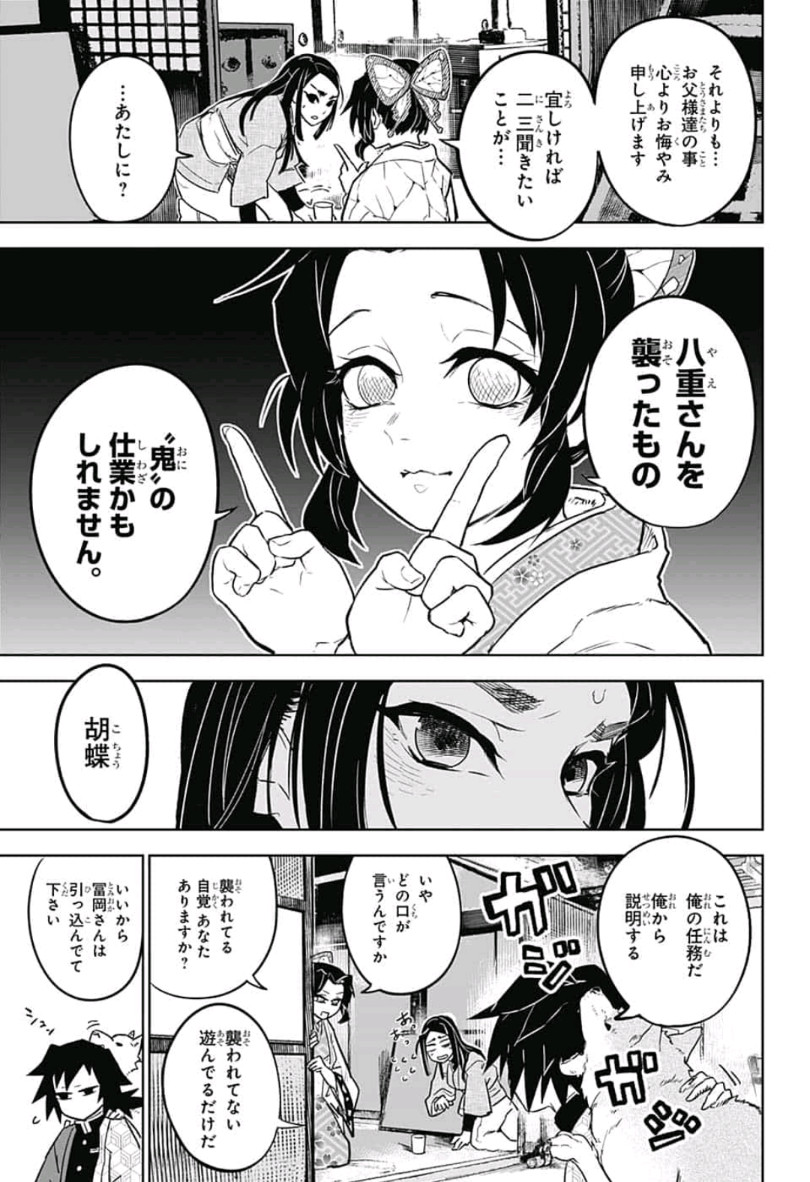 それよりも…
お父様達の事
心よりお悔やみ
申し上げます
宜しければ
二 三聞きたい
ことが…
…あたしに？
八重さんを
襲ったもの
〝鬼〟の
仕業かも
しれません。
胡蝶
これは
俺の任務だ
俺から
説明する
ガブ
ガブ
いや
どの口が
言うんですか
襲われてる
自覚 あなた
ありますか？
襲われてない
遊んでるだけだ
いいから
冨岡さんは
引っ込んでて
下さい